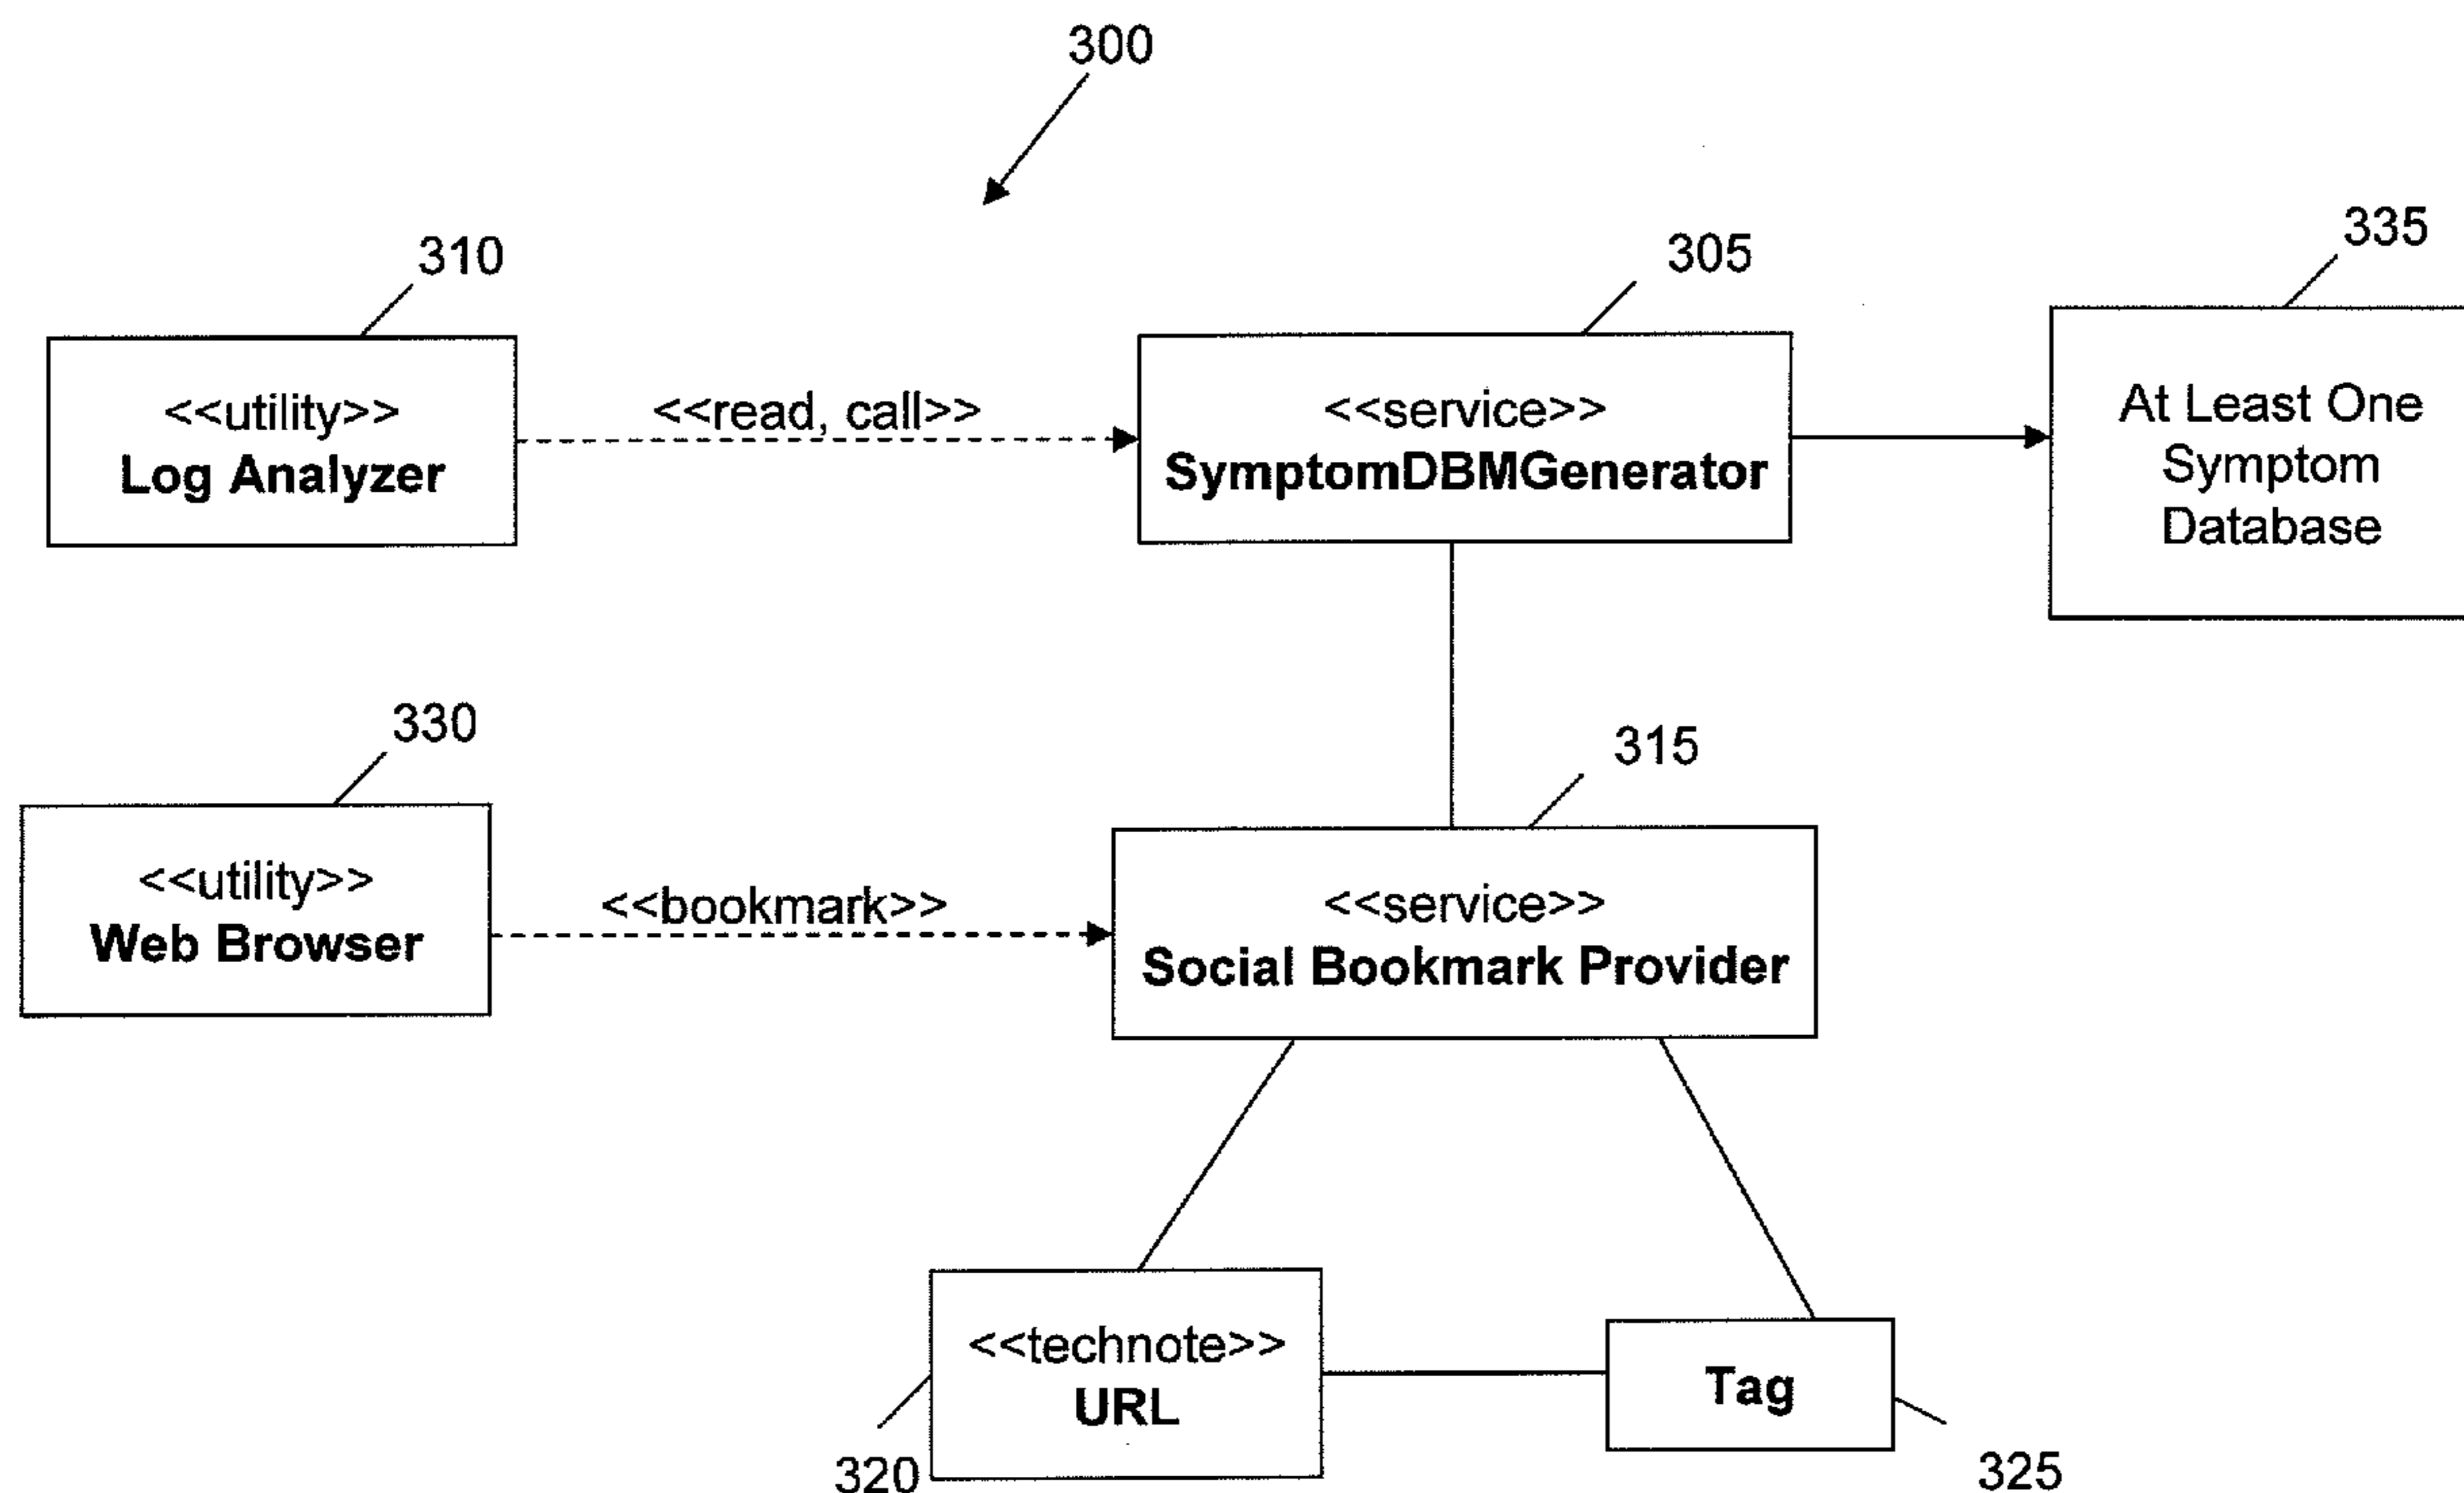 300
310
305
335
<<utility>>
Log Analyzer
<<read, call>>
<<service>>
SymptomDBMGenerator
At Least One
Symptom
Database
330
315
<<utility>>
Web Browser
<<bookmark>>
<<service>>
Social Bookmark Provider
<<technote>>
URL
Tag
320
325